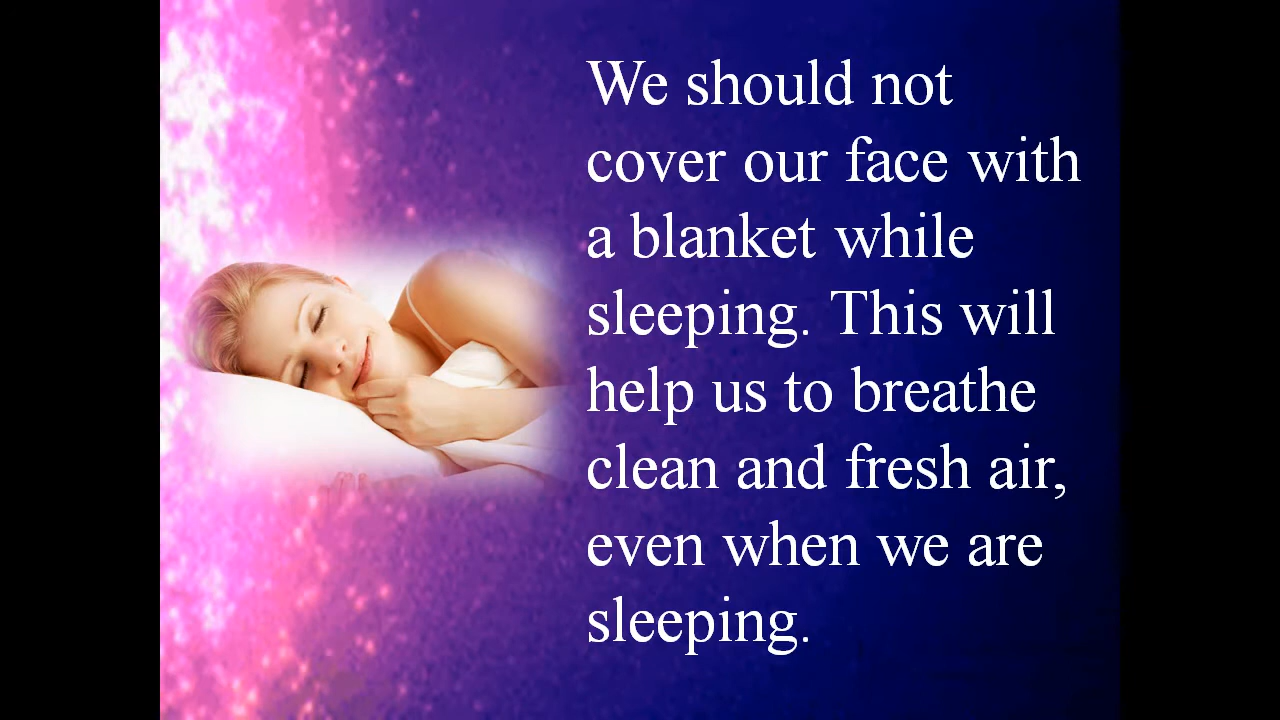 We should not
cover our face with
a blanket while
sleeping. This will
help us to breathe
clean and fresh air,
even when we are
sleeping.